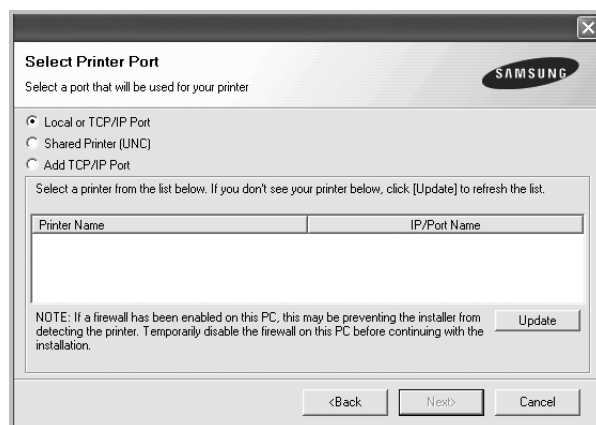 Select Printer Port
Select a port that will be used for your printer
SAMSUNG
Local or TCP/IP Port
Shared Printer (UNC)
Add TCP/IP Port
Select a printer from the list below. If you don't see your printer below, click [Update] to refresh the list.
Printer Name IP/Port Name
NOTE: If a firewall has been enabled on this PC, this may be preventing the installer from
detecting the printer. Temporarily disable the firewall on this PC before continuing with the
installation.
Update
<Back Next> Cancel